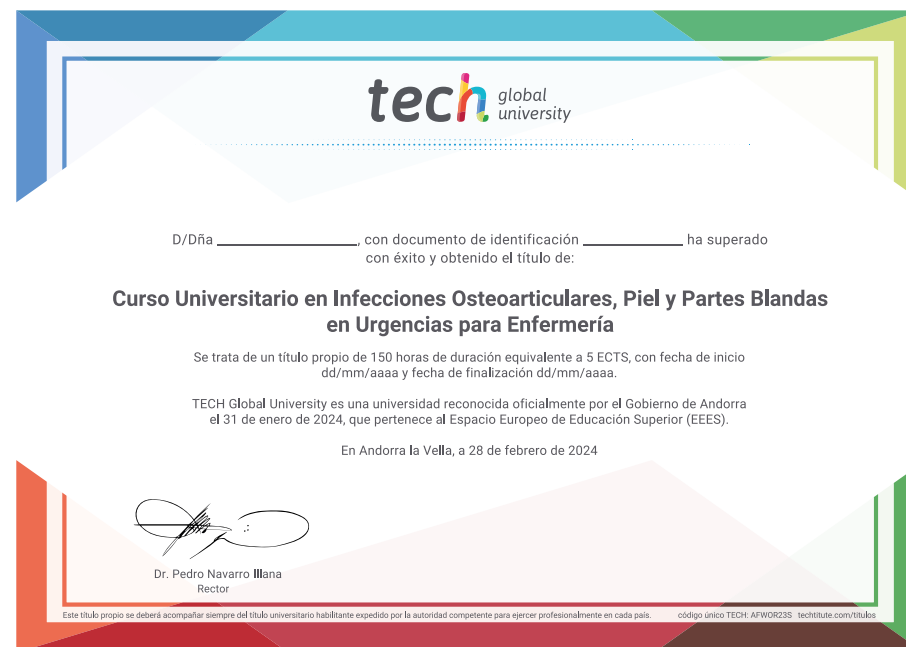 tech global university
D/Dña ____________________, con documento de identificación ______________ ha superado
con éxito y obtenido el título de:
Curso Universitario en Infecciones Osteoarticulares, Piel y Partes Blandas
en Urgencias para Enfermería
Se trata de un título propio de 150 horas de duración equivalente a 5 ECTS, con fecha de inicio
dd/mm/aaaa y fecha de finalización dd/mm/aaaa.
TECH Global University es una universidad reconocida oficialmente por el Gobierno de Andorra
el 31 de enero de 2024, que pertenece al Espacio Europeo de Educación Superior (EEES).
En Andorra la Vella, a 28 de febrero de 2024
Dr. Pedro Navarro Illana
Rector
Este título propio se deberá acompañar siempre del título universitario habilitante expedido por la autoridad competente para ejercer profesionalmente en cada país. código único TECH: AFWOR23S techtitute.com/titulos